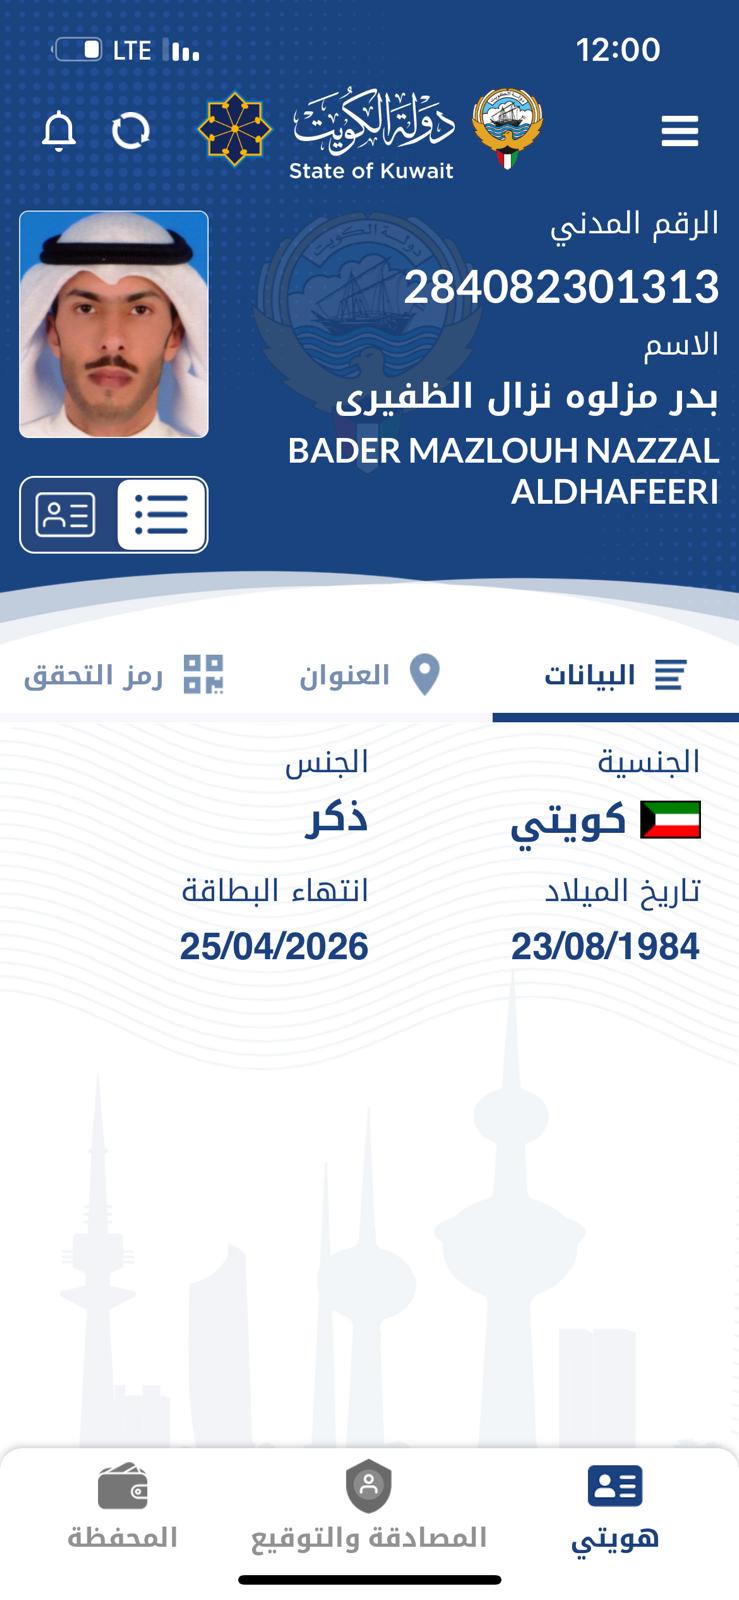 LTE
12:00
دولة الكويت
State of Kuwait
الرقم المدني
284082301313
الاسم
بدر مزلوه نزال الظفيرى
BADER MAZLOUH NAZZAL
ALDHAFEERI
البيانات
العنوان
رمز التحقق
الجنسية
الجنس
كويتي
ذكر
تاريخ الميلاد
انتهاء البطاقة
23/08/1984
25/04/2026
هويتي
المصادقة والتوقيع
المحفظة